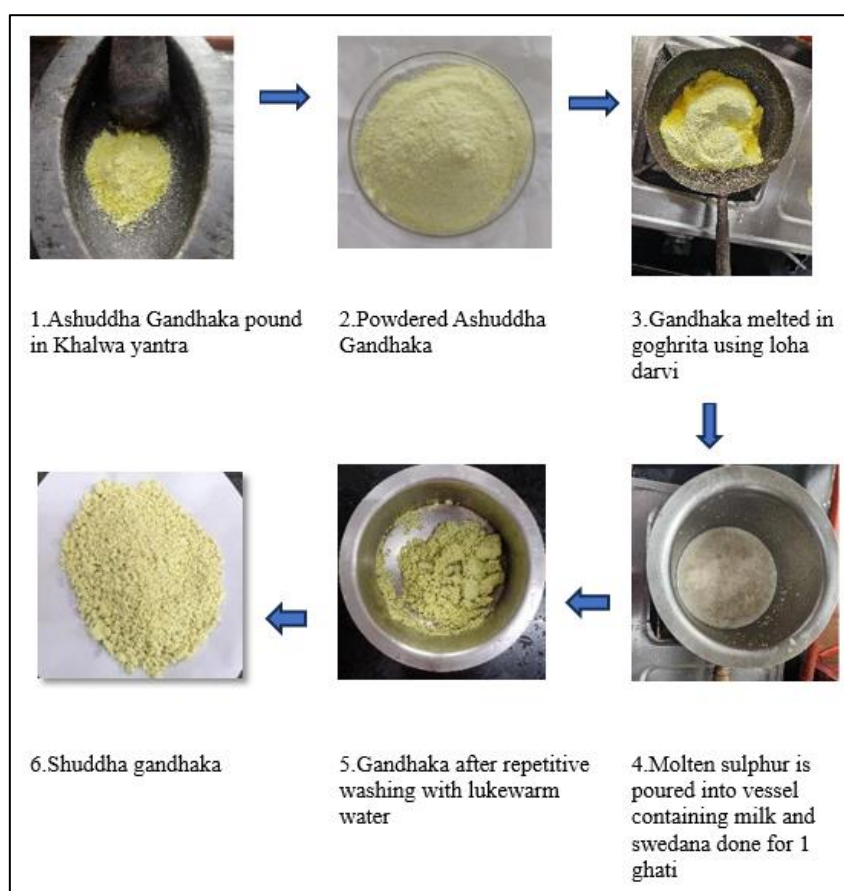 1.Ashuddha Gandhaka pound
in Khalwa yantra
2.Powdered Ashuddha
Gandhaka
3.Gandhaka melted in
goghrita using loha
darvi
4.Molten sulphur is
poured into vessel
containing milk and
swedana done for 1
ghati
5.Gandhaka after repetitive
washing with lukewarm
water
6.Shuddha gandhaka